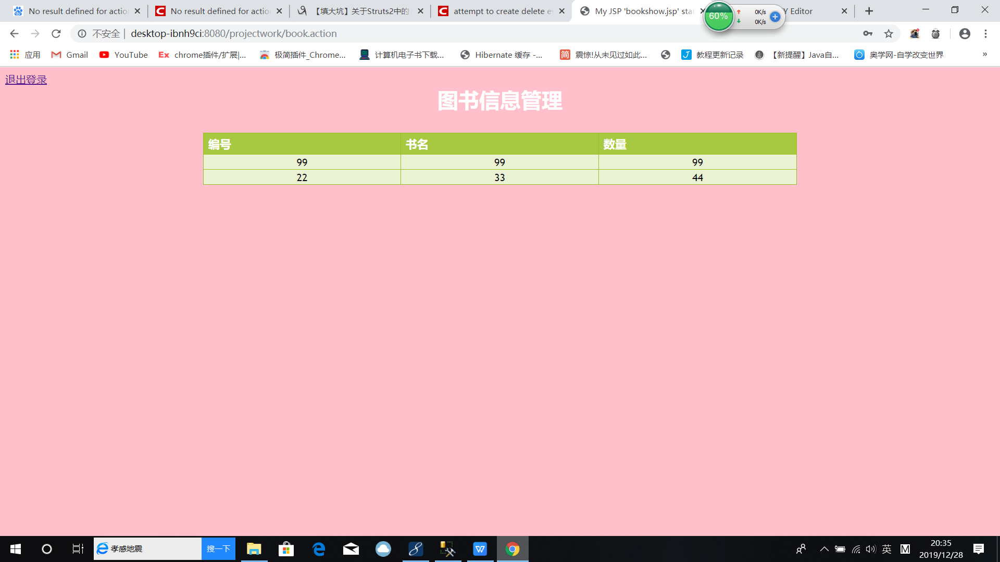 No result defined for actio
No result defined for actio
【填大坑】关于Struts2中的
attempt to create delete e
My JSP 'bookshow.jsp' star
60%
0K/s
0K/s
Y Editor
不安全 | desktop-ibnh9ci:8080/projectwork/book.action
应用
Gmail
YouTube
Ex chrome插件/扩展|...
极简插件_Chrome...
计算机电子书下载...
Hibernate 缓存 -...
简 震惊!从未见过如此...
教程更新记录
【新提醒】Java自...
奥学网-自学改变世界
»
退出登录
图书信息管理
编号 书名 数量
99 99 99
22 33 44
孝感地震
搜一下
英
M
20:35
2019/12/28